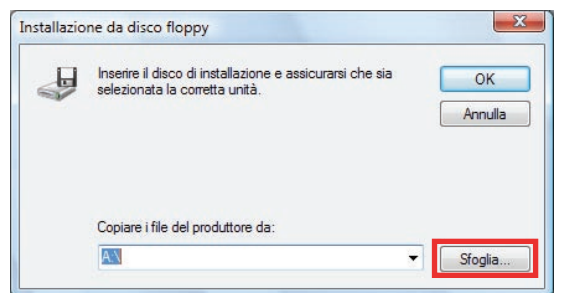 Installazione da disco floppy
Inserire il disco di installazione e assicurarsi che sia
selezionata la corretta unità.
OK
Annulla
Copiare i file del produttore da:
A:\
Sfoglia...